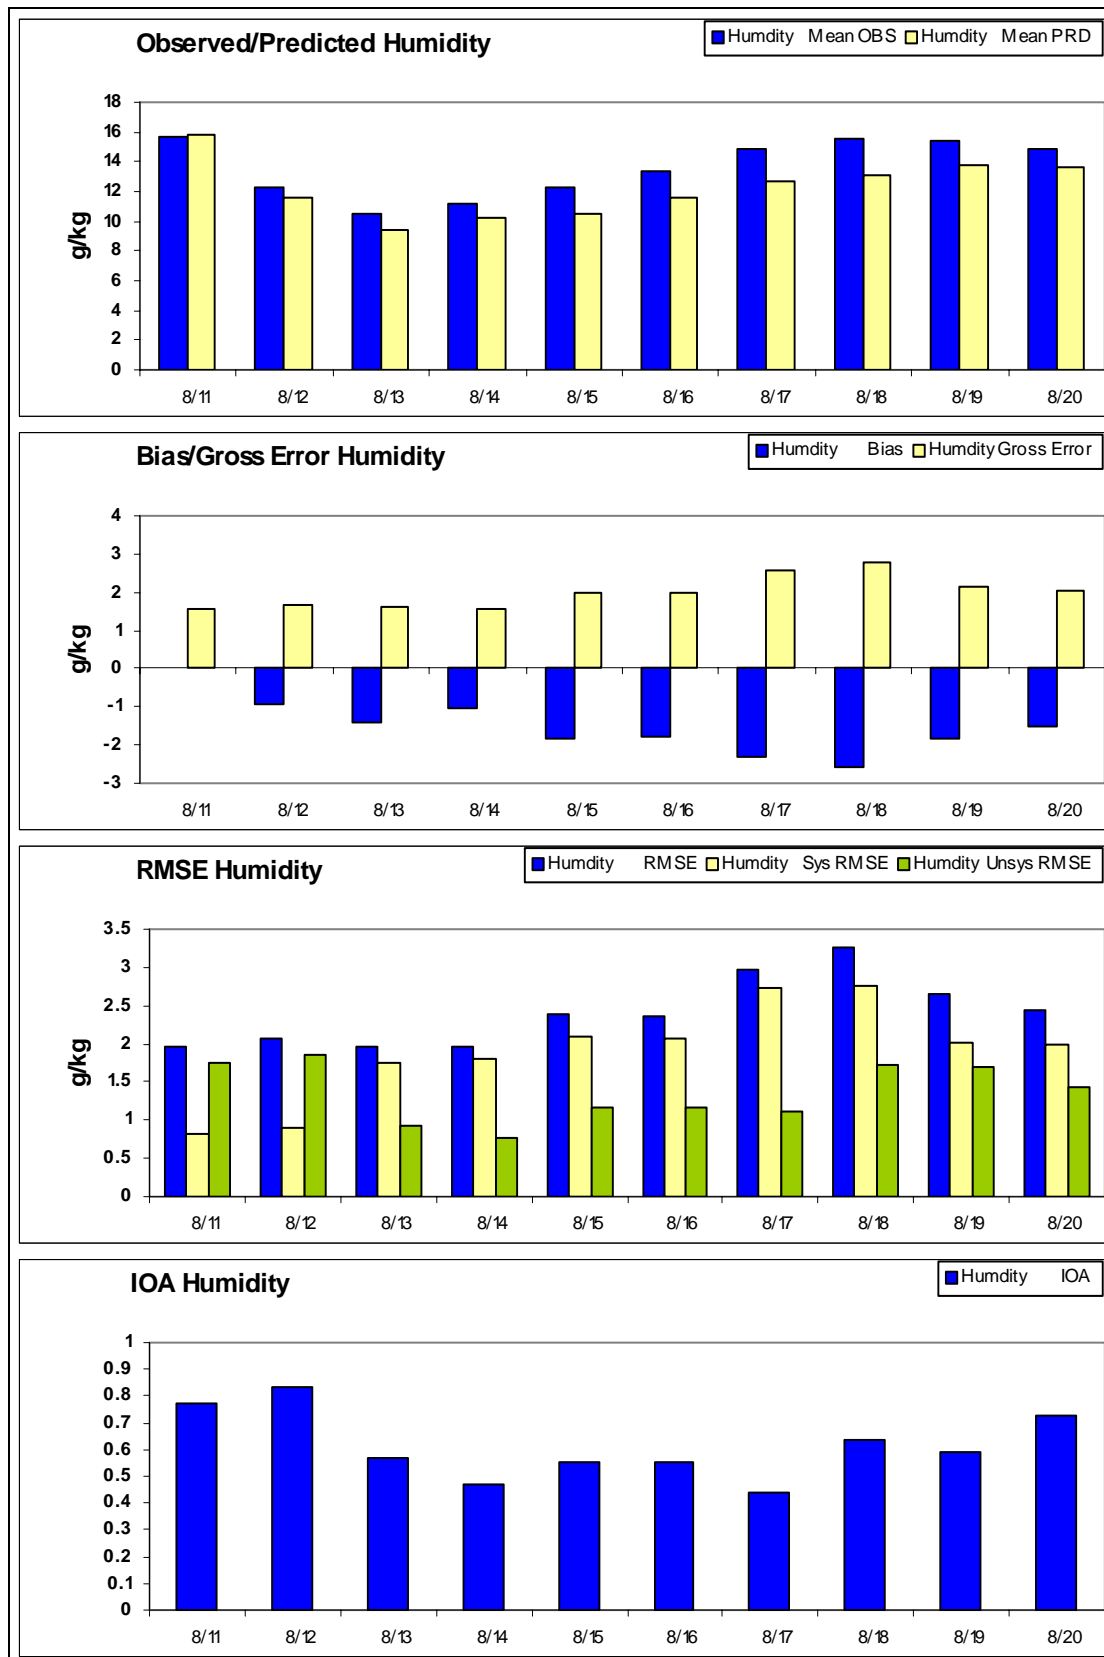 Observed/Predicted Humidity
Humdity Mean OBS Humdity Mean PRD
18
16
14
12
10
8
6
4
2
0
g/kg
8/11 8/12 8/13 8/14 8/15 8/16 8/17 8/18 8/19 8/20
Bias/Gross Error Humidity
Humdity Bias Humdity Gross Error
4
3
2
1
0
-1
-2
-3
g/kg
8/11 8/12 8/13 8/14 8/15 8/16 8/17 8/18 8/19 8/20
RMSE Humidity
Humdity RMSE Humdity Sys RMSE Humdity Unsys RMSE
3.5
3
2.5
2
1.5
1
0.5
0
g/kg
8/11 8/12 8/13 8/14 8/15 8/16 8/17 8/18 8/19 8/20
IOA Humidity
Humdity IOA
1
0.9
0.8
0.7
0.6
0.5
0.4
0.3
0.2
0.1
0
8/11 8/12 8/13 8/14 8/15 8/16 8/17 8/18 8/19 8/20